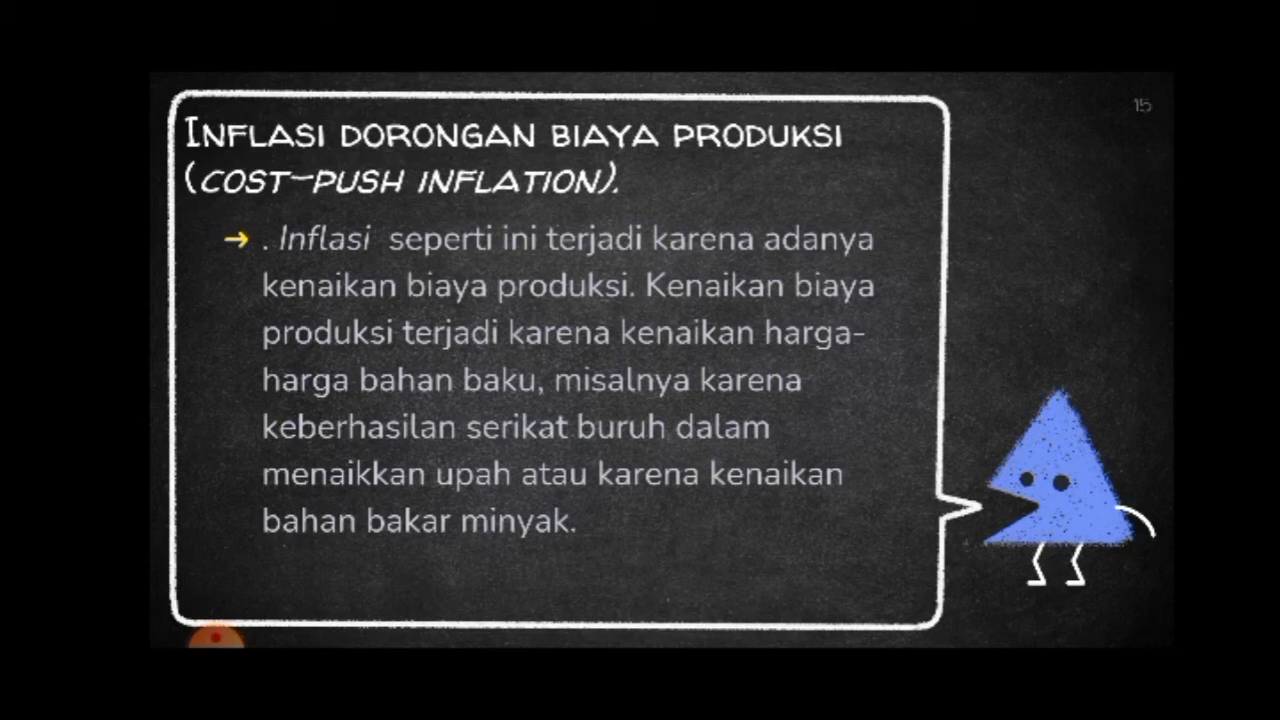 15
INFLASI DORONGAN BIAYA PRODUKSI
(COST-PUSH INFLATION).
➔ . Inflasi seperti ini terjadi karena adanya
kenaikan biaya produksi. Kenaikan biaya
produksi terjadi karena kenaikan harga-
harga bahan baku, misalnya karena
keberhasilan serikat buruh dalam
menaikkan upah atau karena kenaikan
bahan bakar minyak.